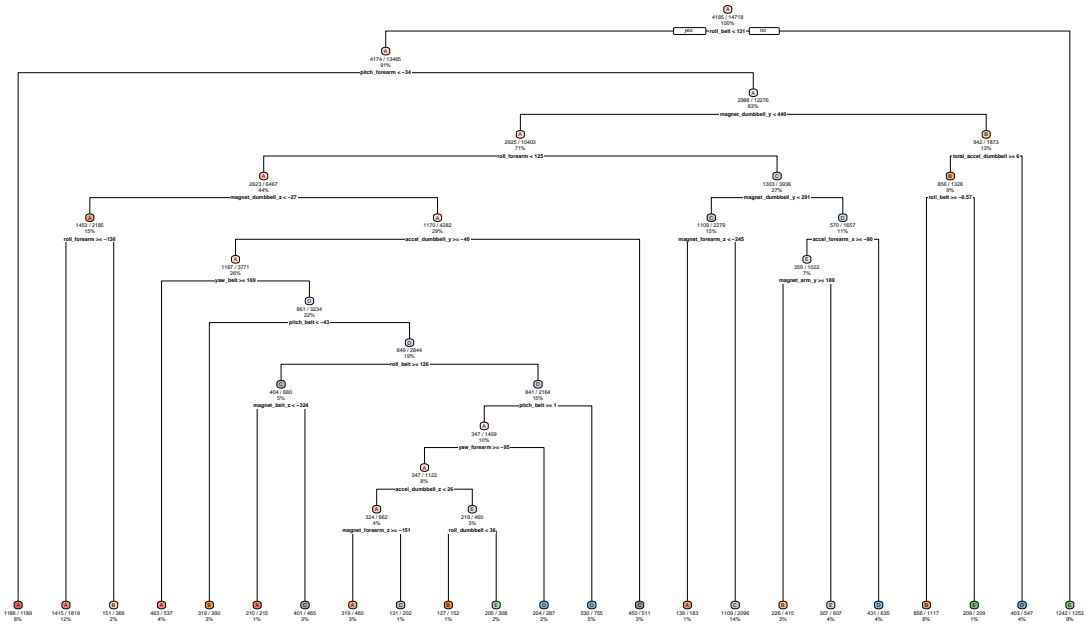 A
4185 / 14718
100%
yes roll_belt < 131 no
A
4174 / 13465
91%
pitch_forearm < −34
A
2988 / 12276
83%
magnet_dumbbell_y < 440
A
2925 / 10403
71%
B
942 / 1873
13%
roll_forearm < 125
total_accel_dumbbell >= 6
A
2623 / 6467
44%
C
1303 / 3936
27%
B
856 / 1326
9%
magnet_dumbbell_z < −27
magnet_dumbbell_y < 291
roll_belt >= −0.57
A
1453 / 2185
15%
A
1170 / 4282
29%
C
1109 / 2279
15%
D
570 / 1657
11%
roll_forearm >= −136
accel_dumbbell_y >= −40
magnet_forearm_z < −245
accel_forearm_x >= −90
A
1167 / 3771
26%
E
359 / 1022
7%
yaw_belt >= 169
magnet_arm_y >= 189
D
861 / 3234
22%
pitch_belt < −43
D
849 / 2844
19%
roll_belt >= 126
C
404 / 680
5%
D
841 / 2164
15%
magnet_belt_z < −324
pitch_belt >= 1
A
347 / 1409
10%
yaw_forearm >= −95
A
347 / 1122
8%
accel_dumbbell_z < 26
A
324 / 662
4%
E
219 / 460
3%
magnet_forearm_z >= −151
roll_dumbbell < 36
A A B A B A C A C B E D D C A C B E D B E D E
1186 / 1189 1415 / 1819 151 / 366 463 / 537 319 / 390 210 / 215 401 / 465 319 / 460 131 / 202 127 / 152 205 / 308 204 / 287 530 / 755 450 / 511 139 / 183 1109 / 2096 226 / 415 307 / 607 431 / 635 856 / 1117 209 / 209 403 / 547 1242 / 1253
8% 12% 2% 4% 3% 1% 3% 3% 1% 1% 2% 2% 5% 3% 1% 14% 3% 4% 4% 8% 1% 4% 9%